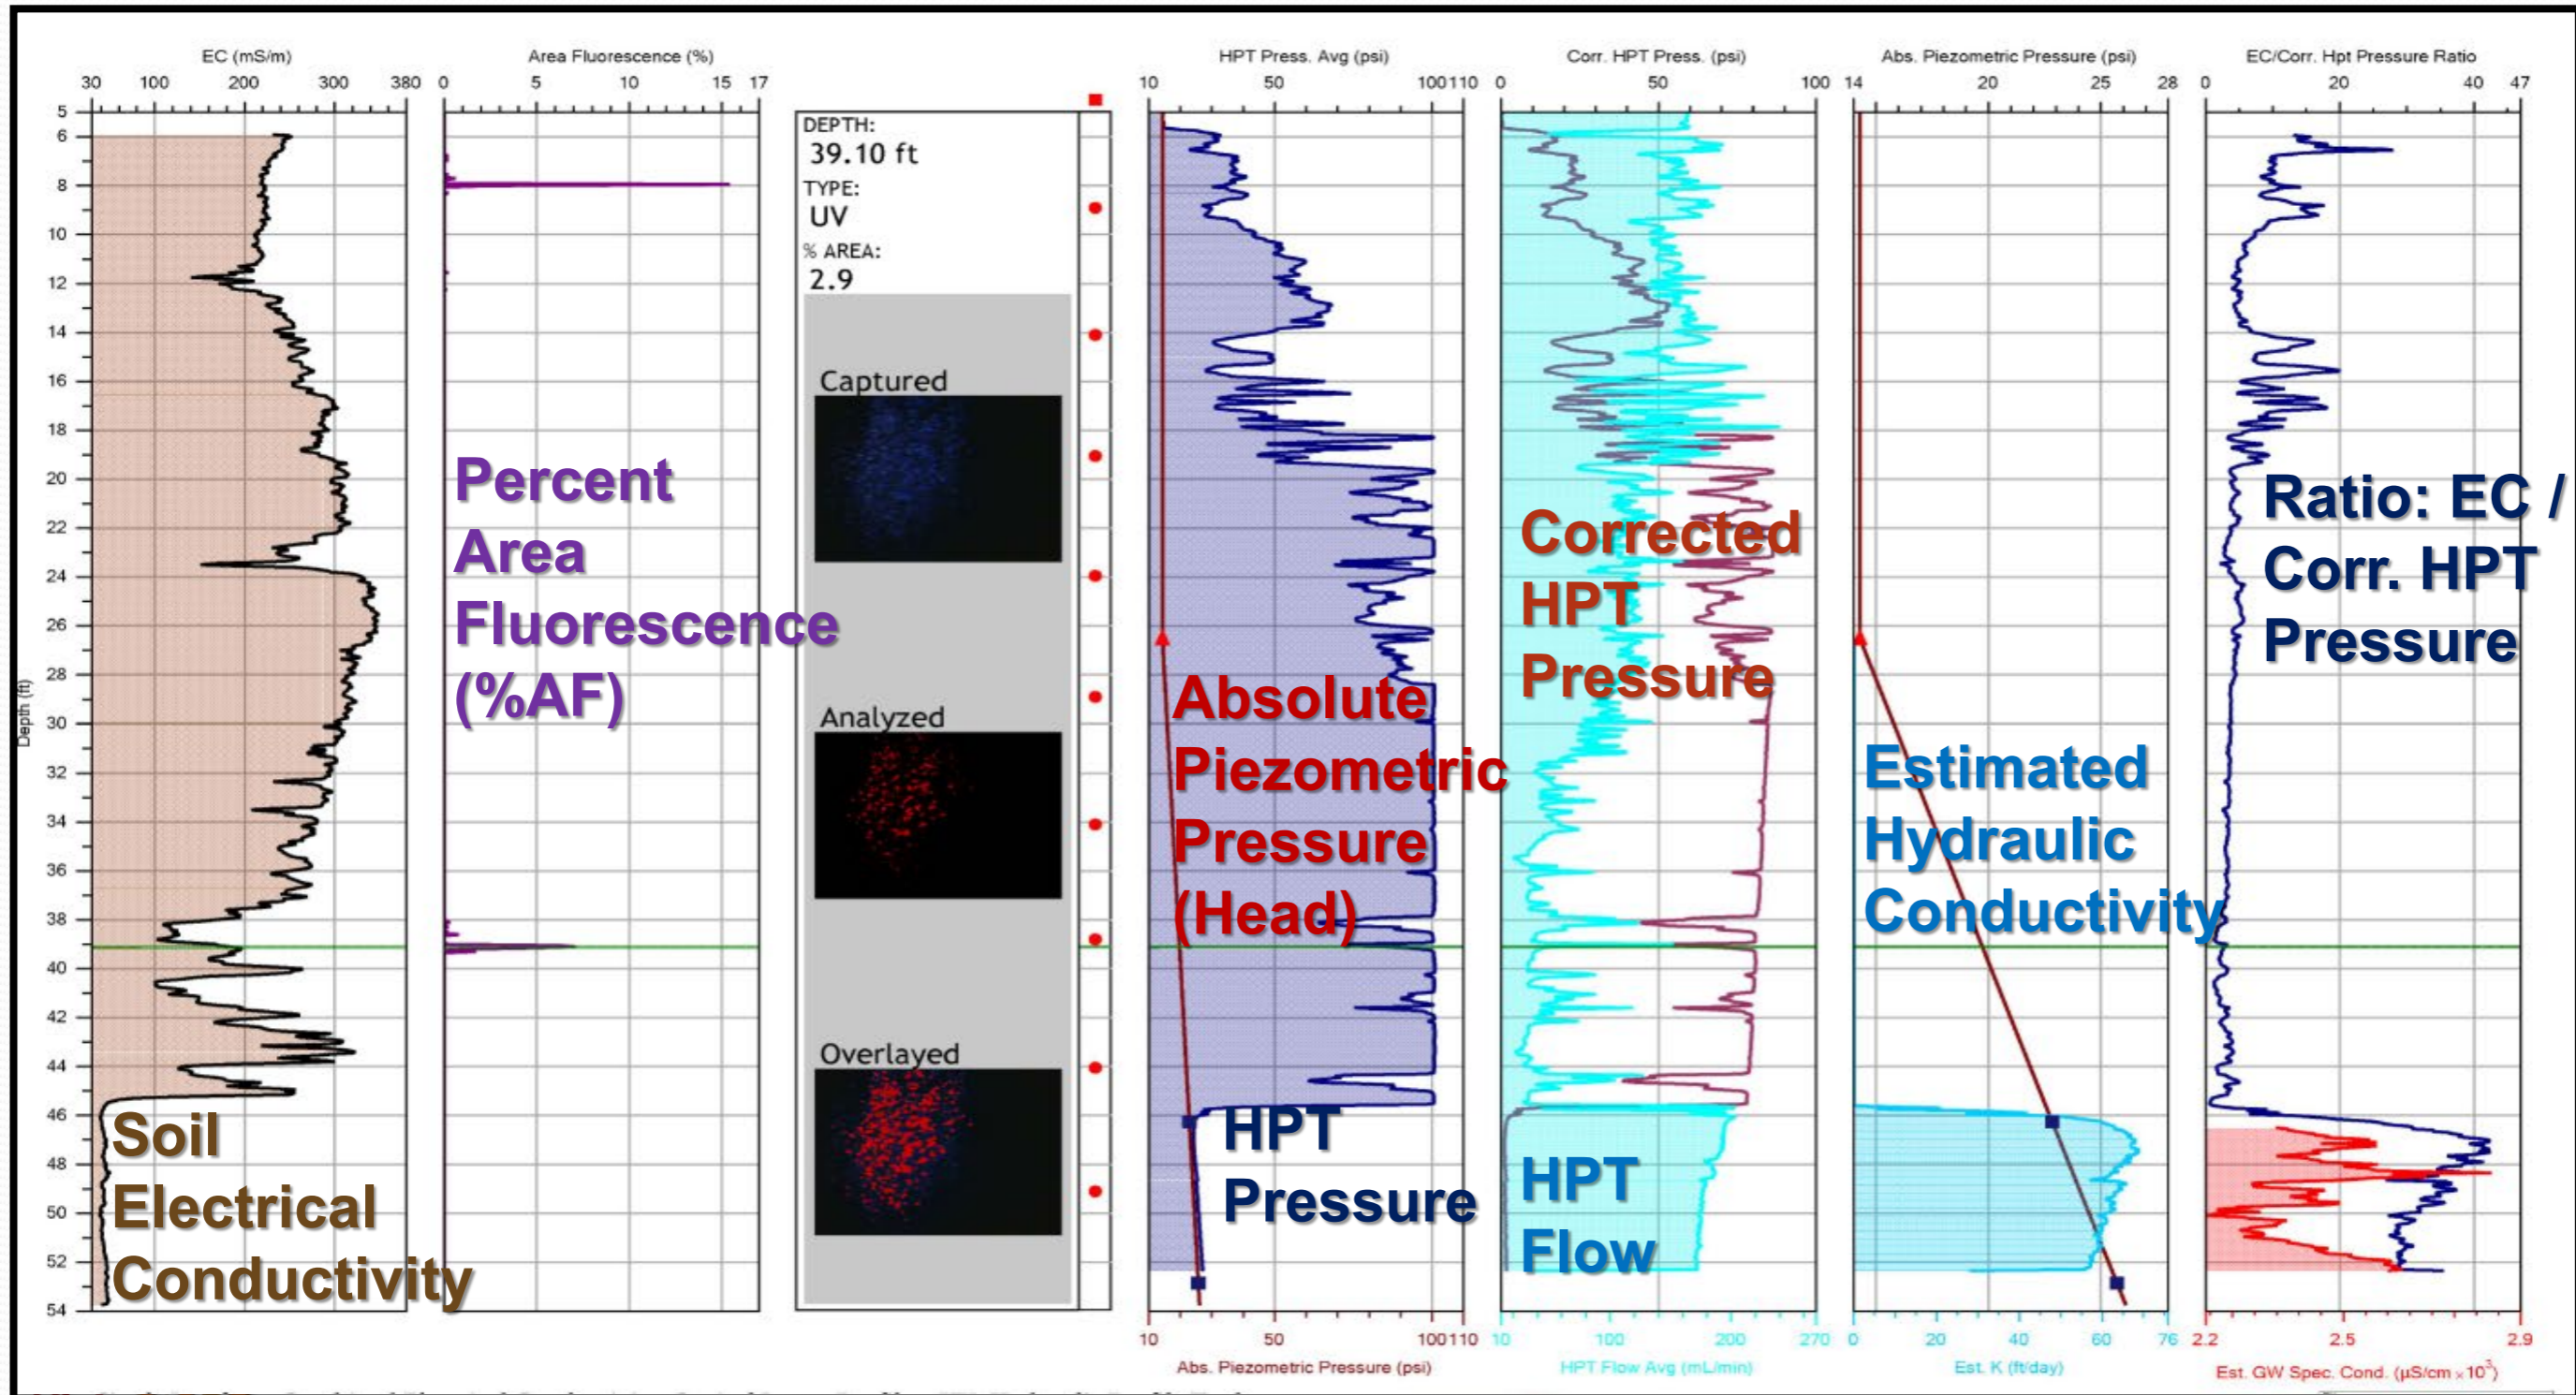 EC (mS/m)
30 100 200 300 380
Area Fluorescence (%)
0 5 10 15 17
HPT Press. Avg (psi)
10 50 100 110
Corr. HPT Press. (psi)
0 50 100
Abs. Piezometric Pressure (psi)
14 20 25 28
EC/Corr. Hpt Pressure Ratio
0 20 40 47
Depth (ft)
5
6
8
10
12
14
16
18
20
22
24
26
28
30
32
34
36
38
40
42
44
46
48
50
52
54
Soil
Electrical
Conductivity
Percent
Area
Fluorescence
(%AF)
DEPTH:
39.10 ft
TYPE:
UV
% AREA:
2.9
Captured
Analyzed
Overlayed
Absolute
Piezometric
Pressure
(Head)
HPT
Pressure
Corrected
HPT
Pressure
HPT
Flow
Estimated
Hydraulic
Conductivity
Ratio: EC /
Corr. HPT
Pressure
10 50 100 110
Abs. Piezometric Pressure (psi)
10 100 200 270
HPT Flow Avg (mL/min)
0 20 40 60 76
Est. K (ft/day)
2.2 2.5 2.9
Est. GW Spec. Cond. (µS/cm ×10³)